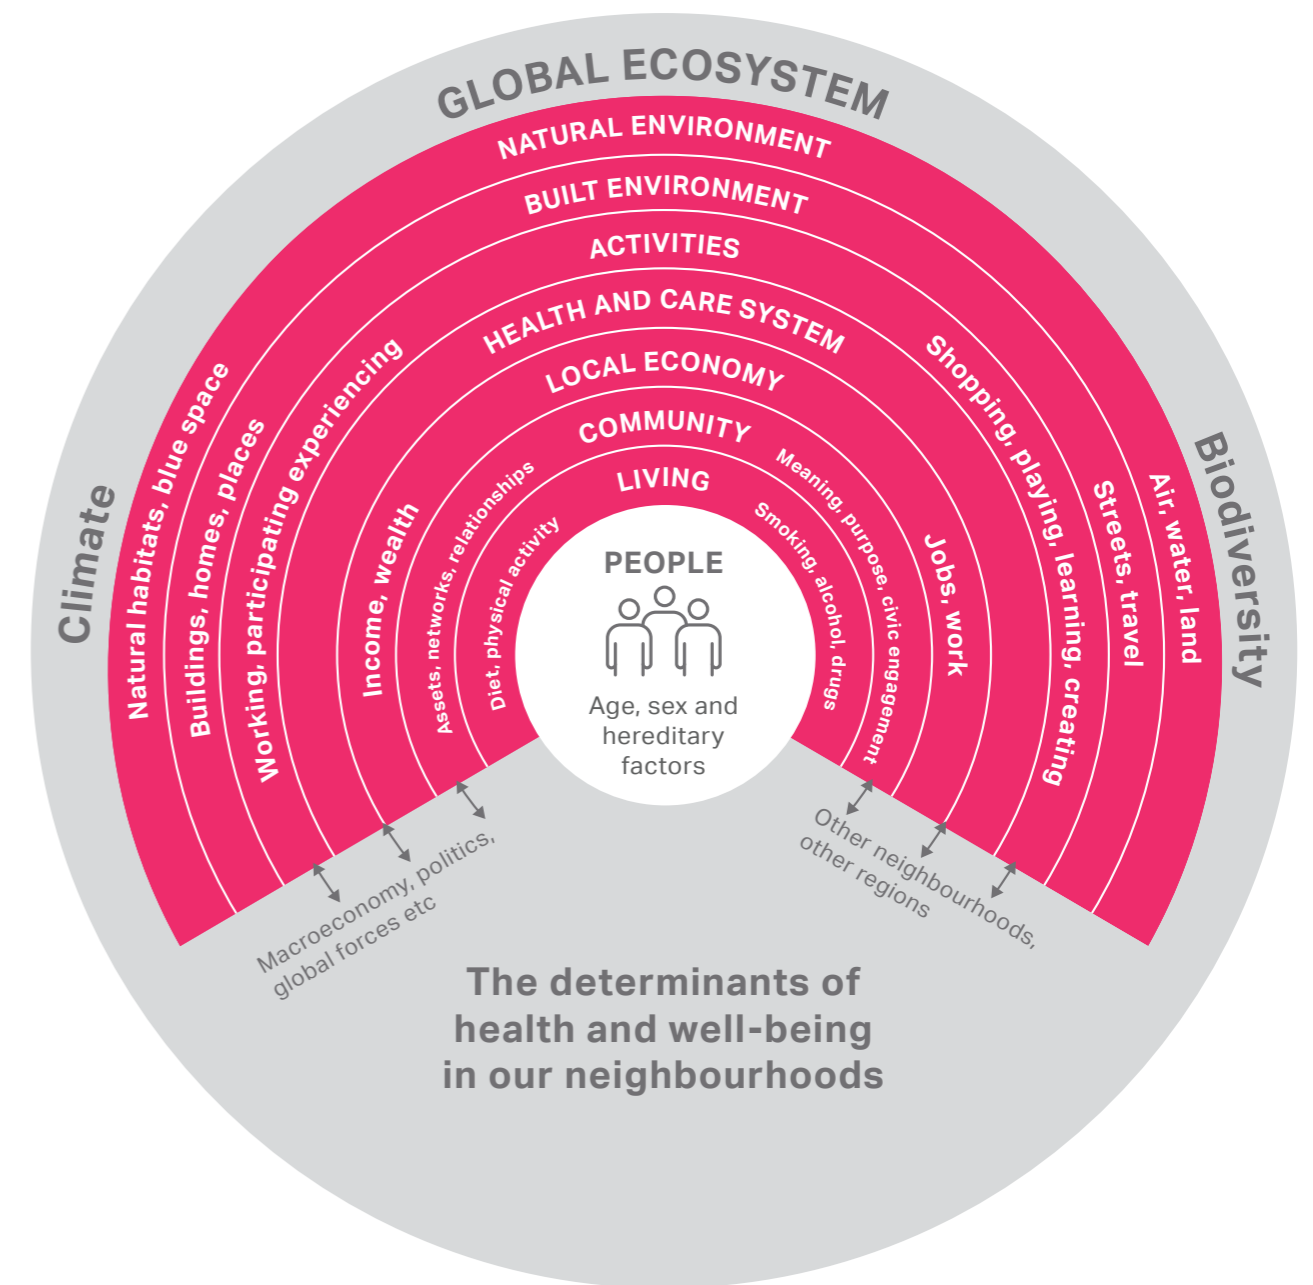 GLOBAL ECOSYSTEM
Climate
Biodiversity
NATURAL ENVIRONMENT
Natural habitats, blue space
Air, water, land
BUILT ENVIRONMENT
Buildings, homes, places
Streets, travel
ACTIVITIES
Working, participating experiencing
Shopping, playing, learning, creating
HEALTH AND CARE SYSTEM
LOCAL ECONOMY
Income, wealth
Jobs, work
COMMUNITY
Assets, networks, relationships
Meaning, purpose, civic engagement
LIVING
Diet, physical activity
Smoking, alcohol, drugs
PEOPLE
Age, sex and
hereditary
factors
Macroeconomy, politics,
global forces etc
Other neighbourhoods,
other regions
The determinants of
health and well-being
in our neighbourhoods